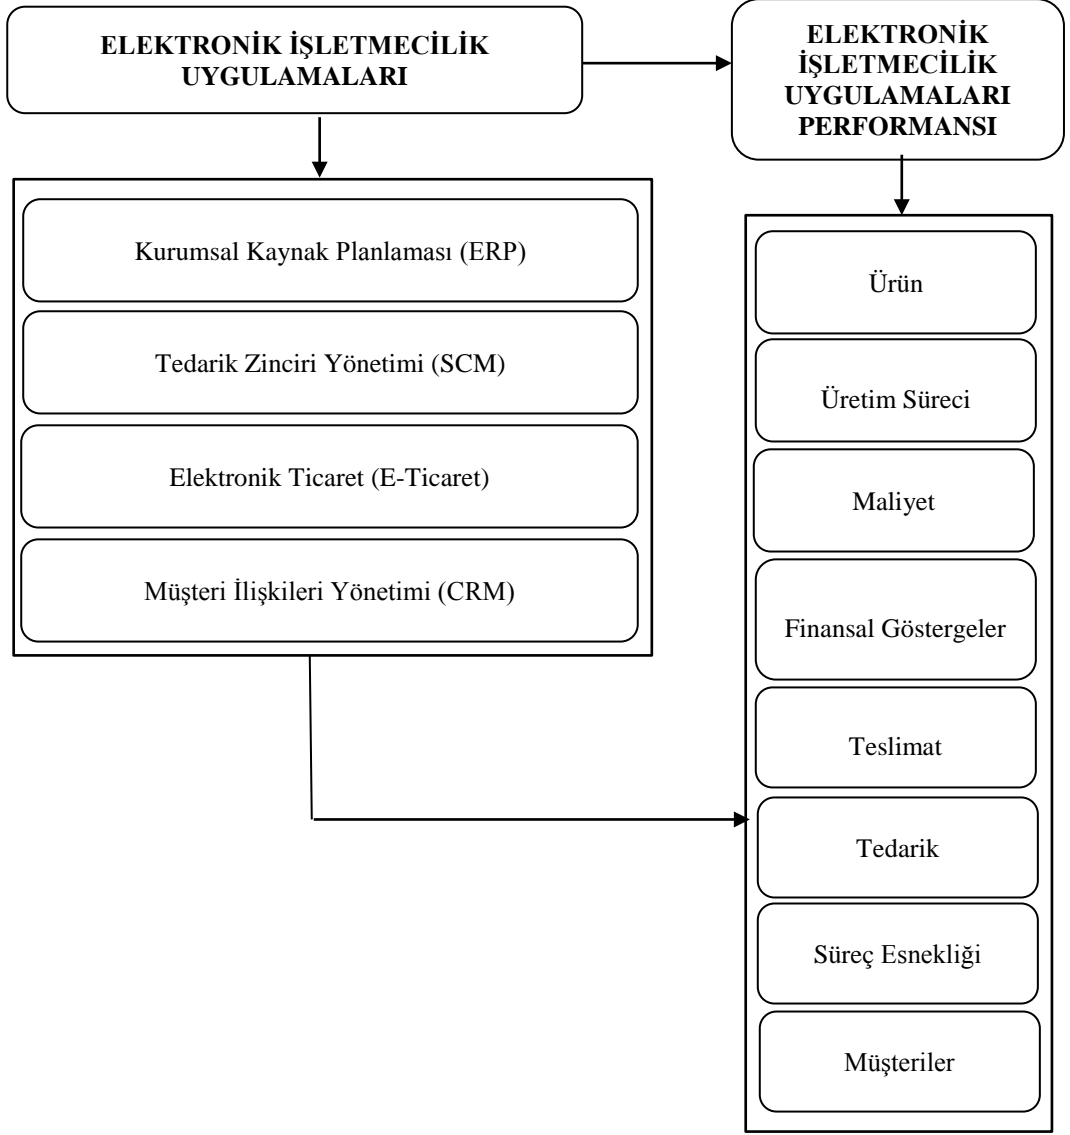 ELEKTRONİK İŞLETMECİLİK
UYGULAMALARI
ELEKTRONİK
İŞLETMECİLİK
UYGULAMALARI
PERFORMANSI
Kurumsal Kaynak Planlaması (ERP)
Tedarik Zinciri Yönetimi (SCM)
Elektronik Ticaret (E-Ticaret)
Müşteri İlişkileri Yönetimi (CRM)
Ürün
Üretim Süreci
Maliyet
Finansal Göstergeler
Teslimat
Tedarik
Süreç Esnekliği
Müşteriler